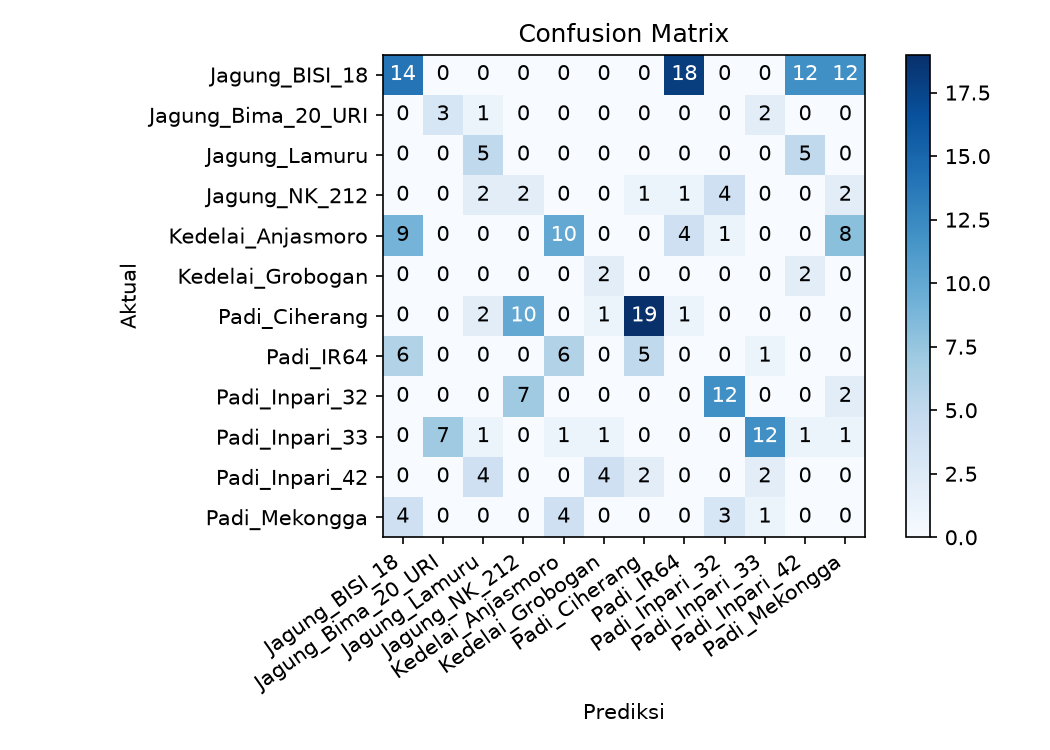 Confusion Matrix
Jagung_BISI_18 14 0 0 0 0 0 0 18 0 0 12 12
Jagung_Bima_20_URI 0 3 1 0 0 0 0 0 0 2 0 0
Jagung_Lamuru 0 0 5 0 0 0 0 0 0 0 5 0
Jagung_NK_212 0 0 2 2 0 0 1 1 4 0 0 2
Kedelai_Anjasmoro 9 0 0 0 10 0 0 4 1 0 0 8
Kedelai_Grobogan 0 0 0 0 0 2 0 0 0 0 2 0
Padi_Ciherang 0 0 2 10 0 1 19 1 0 0 0 0
Padi_IR64 6 0 0 0 6 0 5 0 0 1 0 0
Padi_Inpari_32 0 0 0 7 0 0 0 0 12 0 0 2
Padi_Inpari_33 0 7 1 0 1 1 0 0 0 12 1 1
Padi_Inpari_42 0 0 4 0 0 4 2 0 0 2 0 0
Padi_Mekongga 4 0 0 0 4 0 0 0 3 1 0 0
Aktual
Jagung_BISI_18
Jagung_Bima_20_URI
Jagung_Lamuru
Jagung_NK_212
Kedelai_Anjasmoro
Kedelai_Grobogan
Padi_Ciherang
Padi_IR64
Padi_Inpari_32
Padi_Inpari_33
Padi_Inpari_42
Padi_Mekongga
Prediksi
17.5
15.0
12.5
10.0
7.5
5.0
2.5
0.0